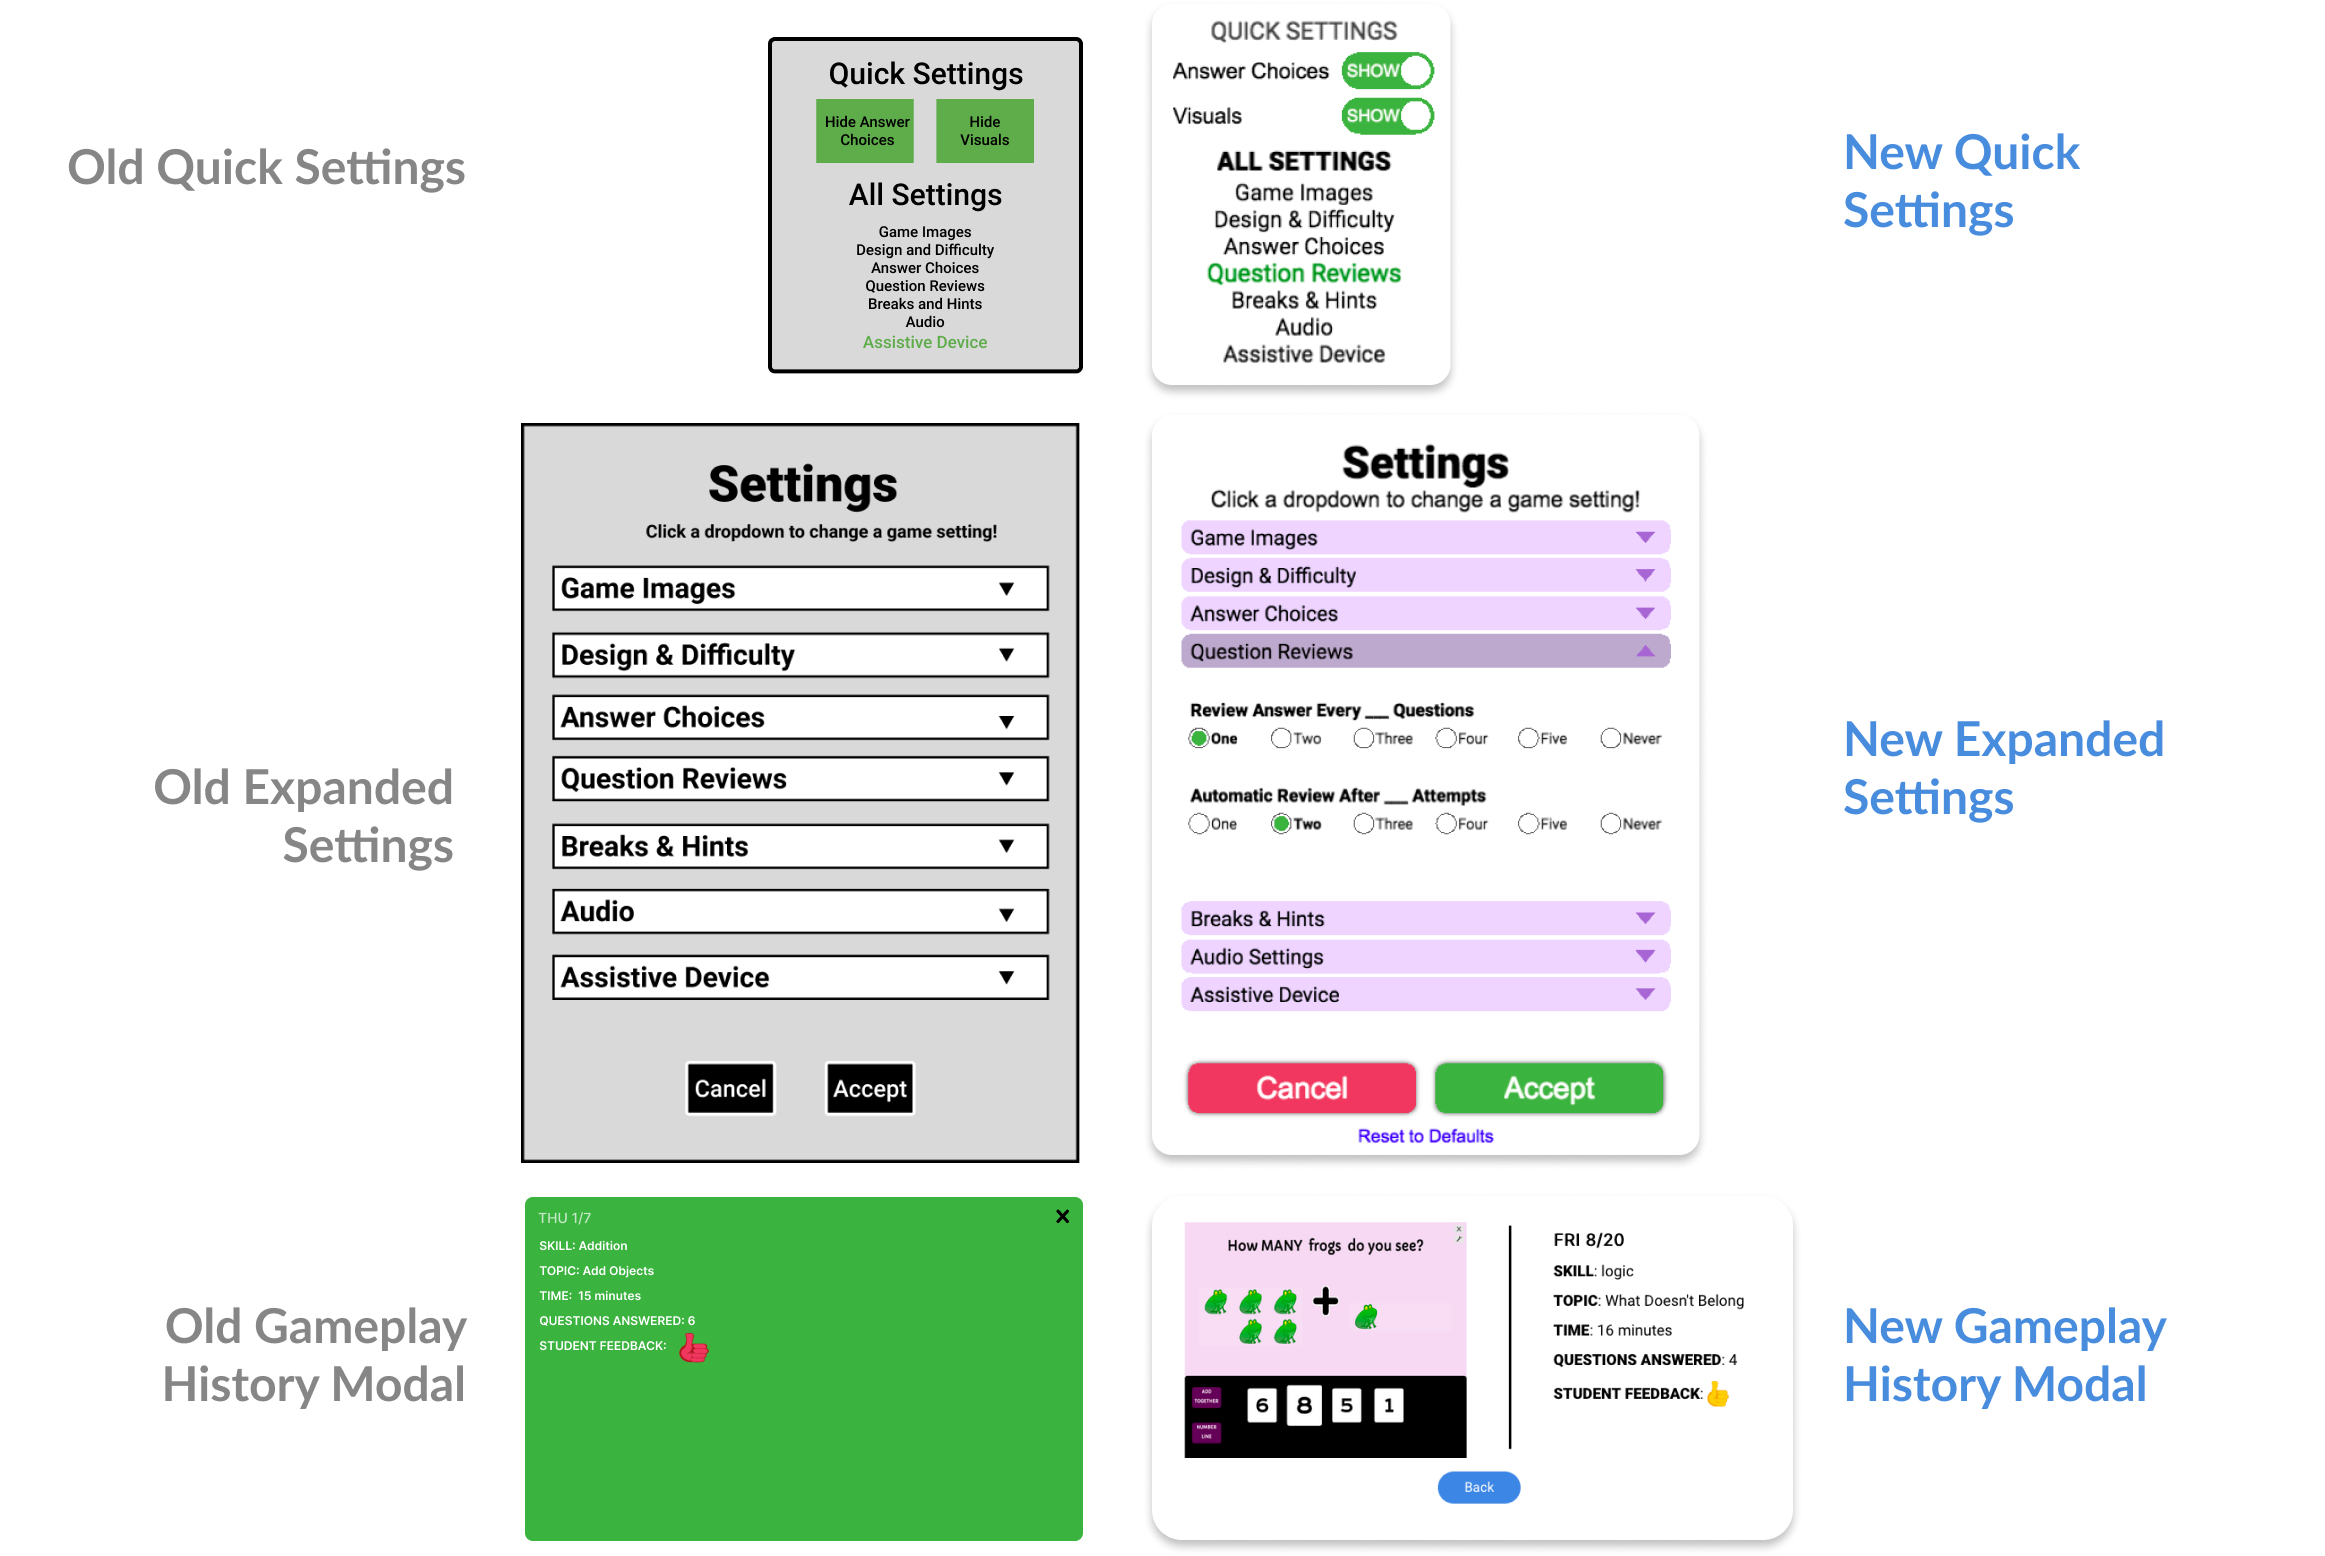 Old Quick Settings
Quick Settings
Hide Answer
Choices
Hide
Visuals
All Settings
Game Images
Design and Difficulty
Answer Choices
Question Reviews
Breaks and Hints
Audio
Assistive Device
QUICK SETTINGS
Answer Choices SHOW
Visuals SHOW
ALL SETTINGS
Game Images
Design & Difficulty
Answer Choices
Question Reviews
Breaks & Hints
Audio
Assistive Device
New Quick
Settings
Old Expanded
Settings
Settings
Click a dropdown to change a game setting!
Game Images
Design & Difficulty
Answer Choices
Question Reviews
Breaks & Hints
Audio
Assistive Device
Cancel Accept
Settings
Click a dropdown to change a game setting!
Game Images
Design & Difficulty
Answer Choices
Question Reviews
Review Answer Every __ Questions
One Two Three Four Five Never
Automatic Review After __ Attempts
One Two Three Four Five Never
Breaks & Hints
Audio Settings
Assistive Device
Cancel Accept
Reset to Defaults
New Expanded
Settings
Old Gameplay
History Modal
THU 1/7
SKILL: Addition
TOPIC: Add Objects
TIME: 15 minutes
QUESTIONS ANSWERED: 6
STUDENT FEEDBACK:
How MANY frogs do you see?
+
ADD
TOGETHER
NUMBER
LINE
6 8 5 1
FRI 8/20
SKILL: logic
TOPIC: What Doesn't Belong
TIME: 16 minutes
QUESTIONS ANSWERED: 4
STUDENT FEEDBACK:
Back
New Gameplay
History Modal